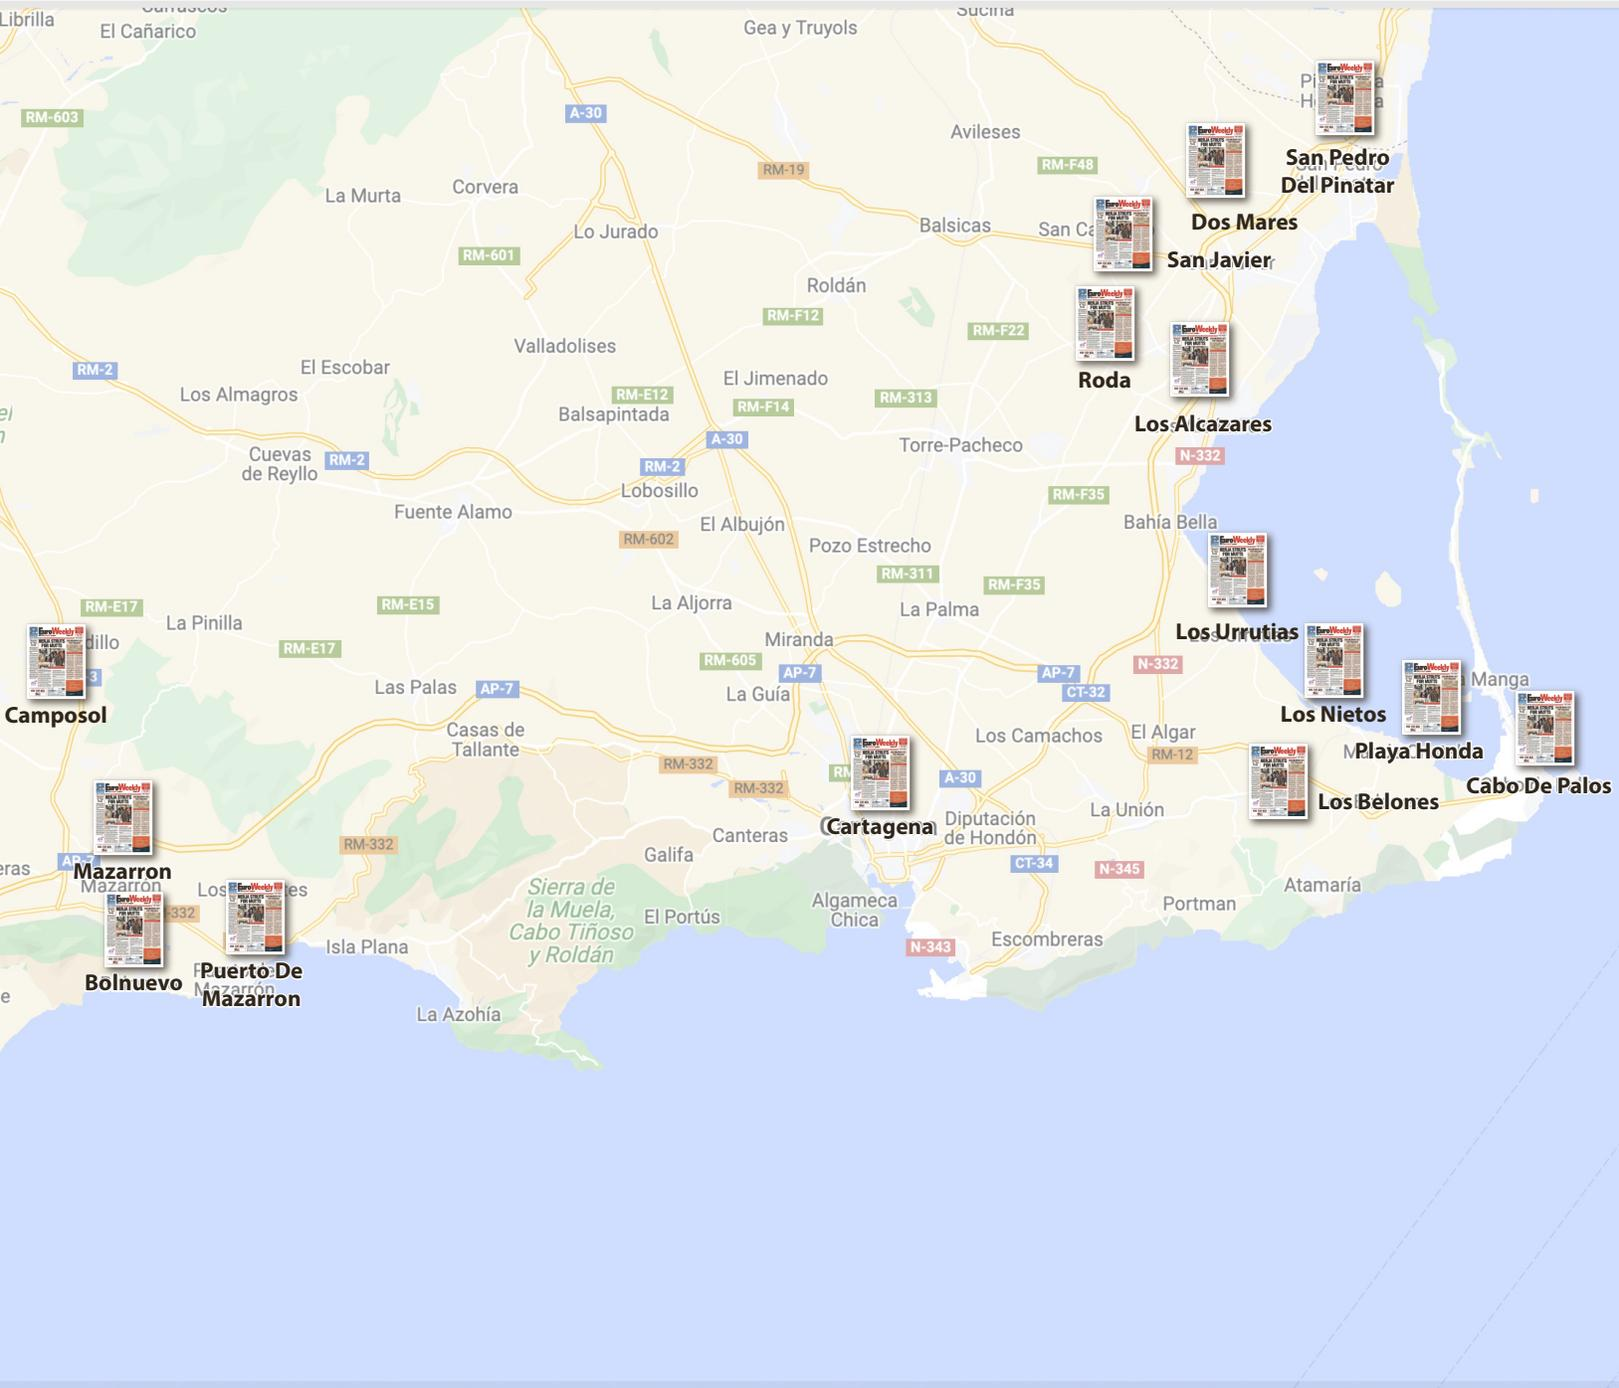 Librilla
El Cañarico
Gea y Truyols
Sucina
RM-603
A-30
Avileses
RM-F48
RM-19
San Pedro
Del Pinatar
La Murta
Corvera
Dos Mares
Lo Jurado
Balsicas
San Javier
RM-601
Roldán
RM-F12
RM-F22
Valladolises
RM-2
El Escobar
El Jimenado
Roda
Los Almagros
RM-E12
RM-F14
RM-313
Balsapintada
Los Alcazares
A-30
Torre-Pacheco
N-332
Cuevas
de Reyllo
RM-2
RM-2
Lobosillo
RM-F35
Fuente Alamo
El Albujón
Bahía Bella
RM-602
Pozo Estrecho
EuroWeekly
RM-311
RM-F35
RM-E17
RM-E15
La Aljorra
La Palma
La Pinilla
Los Urrutias
Miranda
RM-E17
RM-605
N-332
AP-7
AP-7
Las Palas
AP-7
La Guía
CT-32
Camposol
Los Nietos
Casas de
Tallante
Los Camachos
El Algar
Playa Honda
RM-12
RM-332
A-30
RM-332
Cabo De Palos
Los Belones
La Unión
Cartagena
Diputación
de Hondón
Canteras
RM-332
Galifa
CT-34
N-345
AP-7
Mazarron
Mazarrón
Atamaría
Sierra de
la Muela,
Cabo Tiñoso
y Roldán
Algameca
Chica
Portman
El Portús
Isla Plana
N-343
Escombreras
Bolnuevo
Puerto De
Mazarron
La Azohía